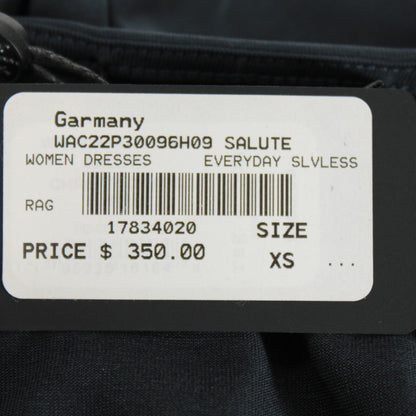 Garmany
WAC22P30096H09 SALUTE
WOMEN DRESSES EVERYDAY SLVLESS
RAG
17834020 SIZE
PRICE $ 350.00 XS ...